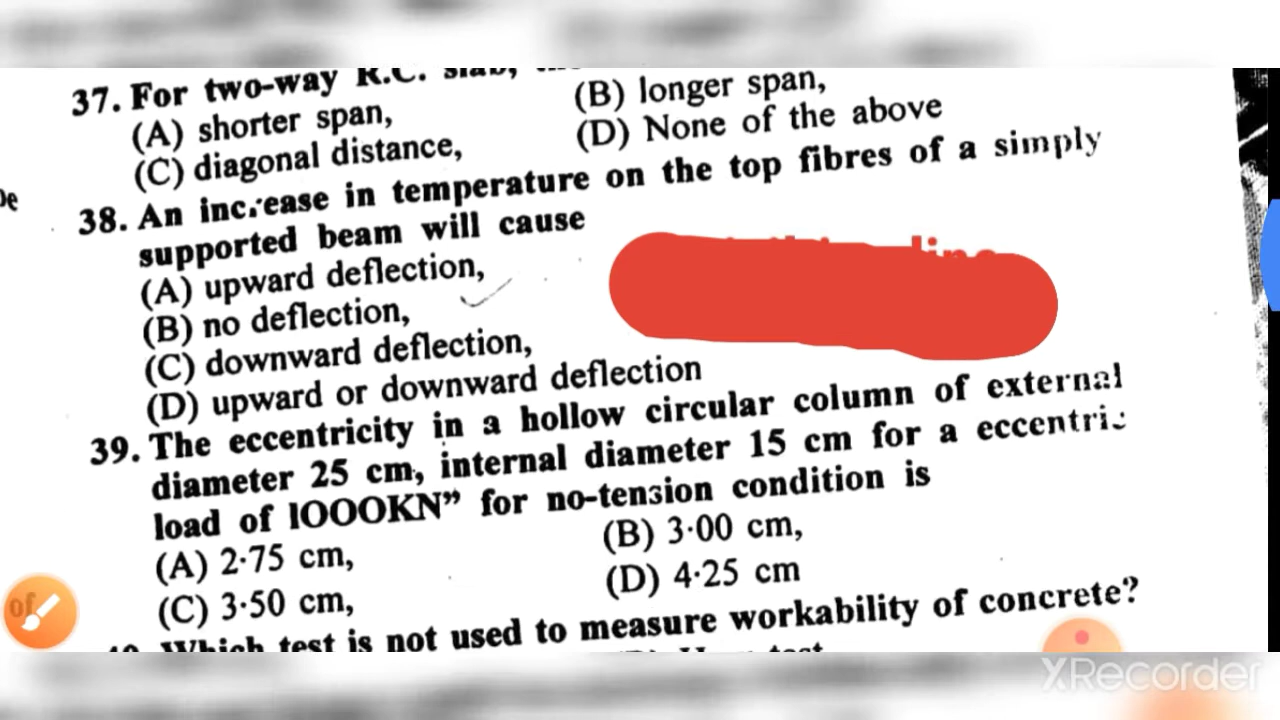 37. For two-way R.C. slab,
(A) shorter span, (B) longer span,
(C) diagonal distance, (D) None of the above
38. An increase in temperature on the top fibres of a simply
supported beam will cause
(A) upward deflection,
(B) no deflection,
(C) downward deflection,
(D) upward or downward deflection
39. The eccentricity in a hollow circular column of external
diameter 25 cm, internal diameter 15 cm for a eccentric
load of lOOOKN” for no-tension condition is
(A) 2·75 cm, (B) 3·00 cm,
(C) 3·50 cm, (D) 4·25 cm
40. Which test is not used to measure workability of concrete?
of
XRecorder